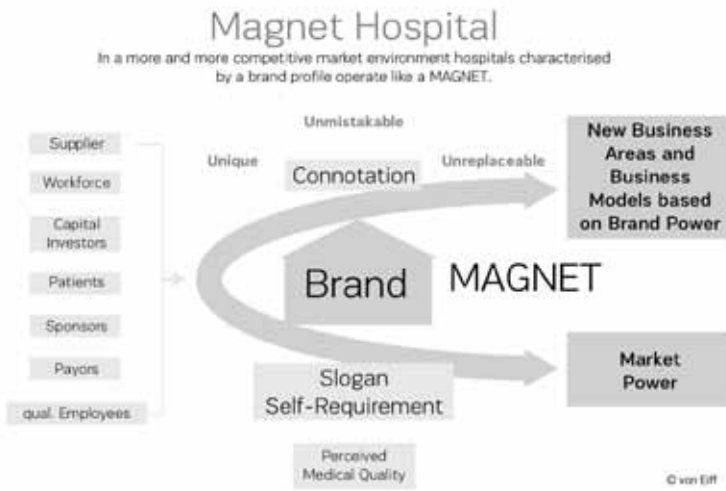 Magnet Hospital
In a more and more competitive market environment hospitals characterised
by a brand profile operate like a MAGNET.
Unmistakable
Unique
Unreplaceable
Connotation
Supplier
Workforce
Capital
Investors
Patients
Sponsors
Payors
qual. Employees
Brand
MAGNET
New Business
Areas and
Business
Models based
on Brand Power
Market
Power
Slogan
Self-Requirement
Perceived
Medical Quality
© von Eiff